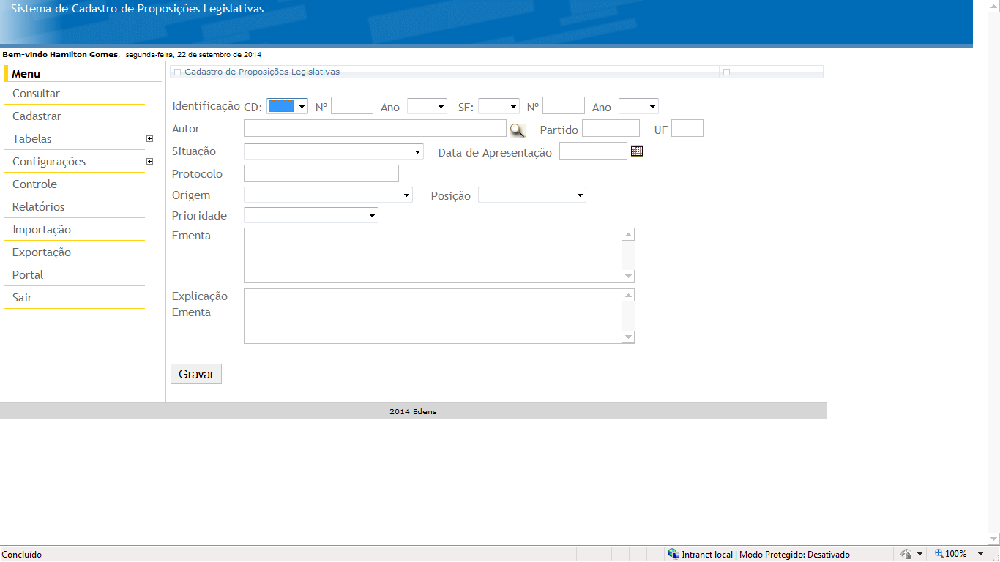 Sistema de Cadastro de Proposições Legislativas
Bem-vindo Hamilton Gomes, segunda-feira, 22 de setembro de 2014
Menu
Consultar
Cadastrar
Tabelas
Configurações
Controle
Relatórios
Importação
Exportação
Portal
Sair
Cadastro de Proposições Legislativas
Identificação CD: Nº Ano SF: Nº Ano
Autor Partido UF
Situação Data de Apresentação
Protocolo
Origem Posição
Prioridade
Ementa
Explicação
Ementa
Gravar
2014 Edens
Concluído Intranet local | Modo Protegido: Desativado 100%